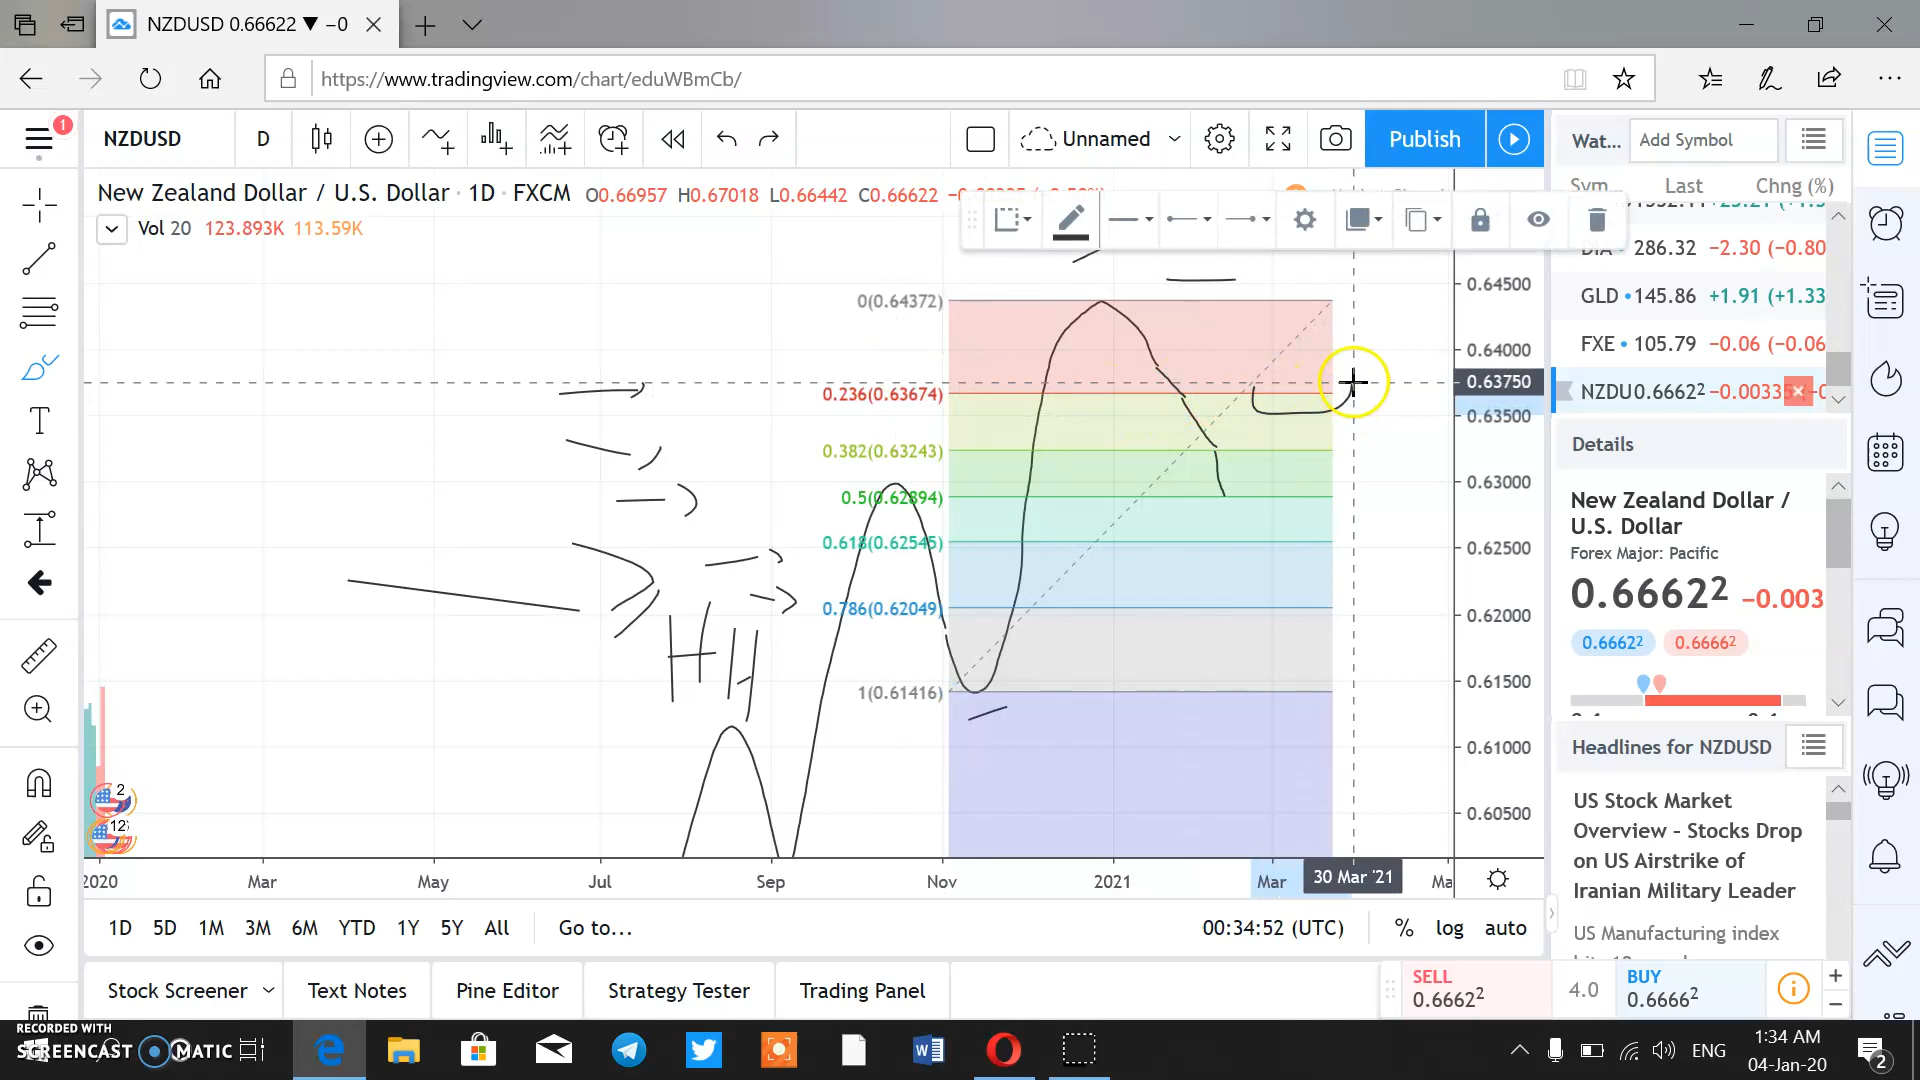 NZDUSD 0.66622 ▼ −0
https://www.tradingview.com/chart/eduWBmCb/
1
NZDUSD D Unnamed Publish
Wat... Add Symbol
New Zealand Dollar / U.S. Dollar · 1D · FXCM O0.66957 H0.67018 L0.66442 C0.66622
Vol 20 123.893K 113.59K
Sym... Last Chng (%)
DIA 286.32 −2.30 (−0.80
GLD 145.86 +1.91 (+1.33
FXE 105.79 −0.06 (−0.06
NZDU 0.66622 −0.00335
0(0.64372)
0.236(0.63674)
0.382(0.63243)
0.5(0.62894)
0.618(0.62545)
0.786(0.62049)
1(0.61416)
HH
0.64500
0.64000
0.63750
0.63500
0.63000
0.62500
0.62000
0.61500
0.61000
0.60500
Details
New Zealand Dollar /
U.S. Dollar
Forex Major: Pacific
0.66622 −0.003
0.66622 0.66662
Headlines for NZDUSD
US Stock Market
Overview – Stocks Drop
on US Airstrike of
Iranian Military Leader
US Manufacturing index
2
12
2020 Mar May Jul Sep Nov 2021 Mar 30 Mar '21 Ma
1D 5D 1M 3M 6M YTD 1Y 5Y All Go to... 00:34:52 (UTC) % log auto
Stock Screener Text Notes Pine Editor Strategy Tester Trading Panel
SELL
0.66622
4.0
BUY
0.66662
RECORDED WITH
SCREENCAST MATIC
ENG
1:34 AM
04-Jan-20
2